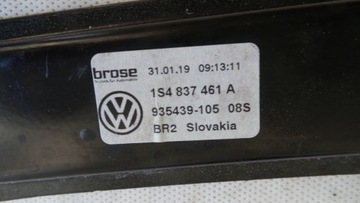 brose
31.01.19 09:13:11
1S4 837 461 A
935439-105 08S
BR2 Slovakia